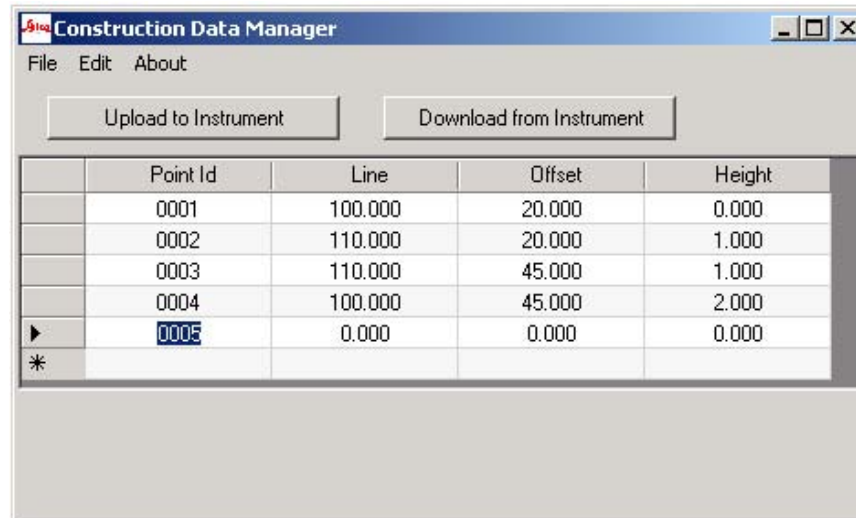 Leica Construction Data Manager
File Edit About
Upload to Instrument Download from Instrument
Point Id Line Offset Height
0001 100.000 20.000 0.000
0002 110.000 20.000 1.000
0003 110.000 45.000 1.000
0004 100.000 45.000 2.000
0005 0.000 0.000 0.000